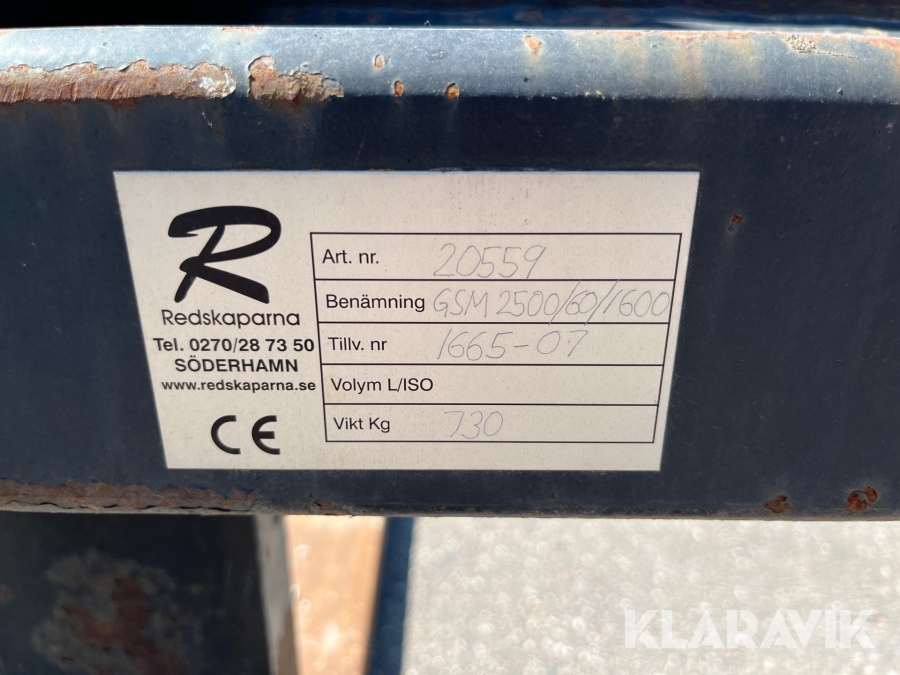 R
Redskaparna
Tel. 0270/28 73 50
SÖDERHAMN
www.redskaparna.se
CE
Art. nr. 20559
Benämning GSM 2500/60/1600
Tillv. nr 1665-07
Volym L/ISO
Vikt Kg 730
KLARAVIK